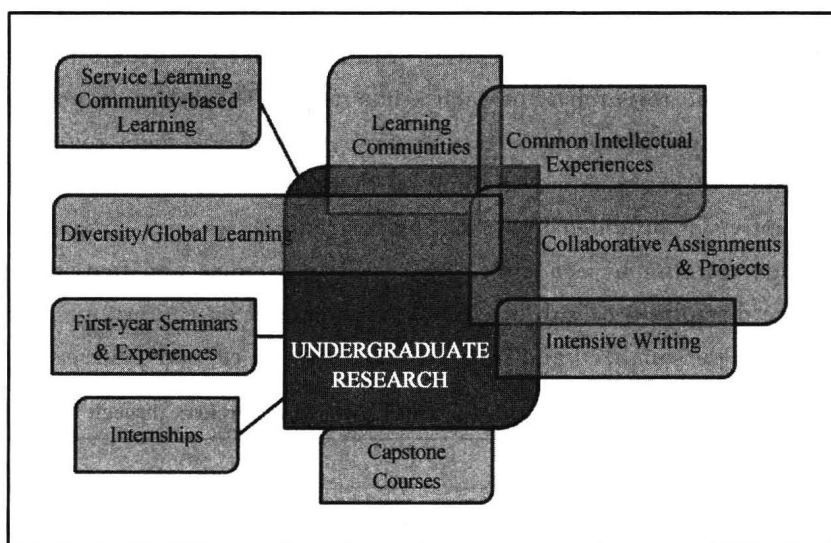 Service Learning
Community-based
Learning
Learning
Communities
Common Intellectual
Experiences
Diversity/Global Learning
Collaborative Assignments
& Projects
First-year Seminars
& Experiences
UNDERGRADUATE
RESEARCH
Intensive Writing
Internships
Capstone
Courses